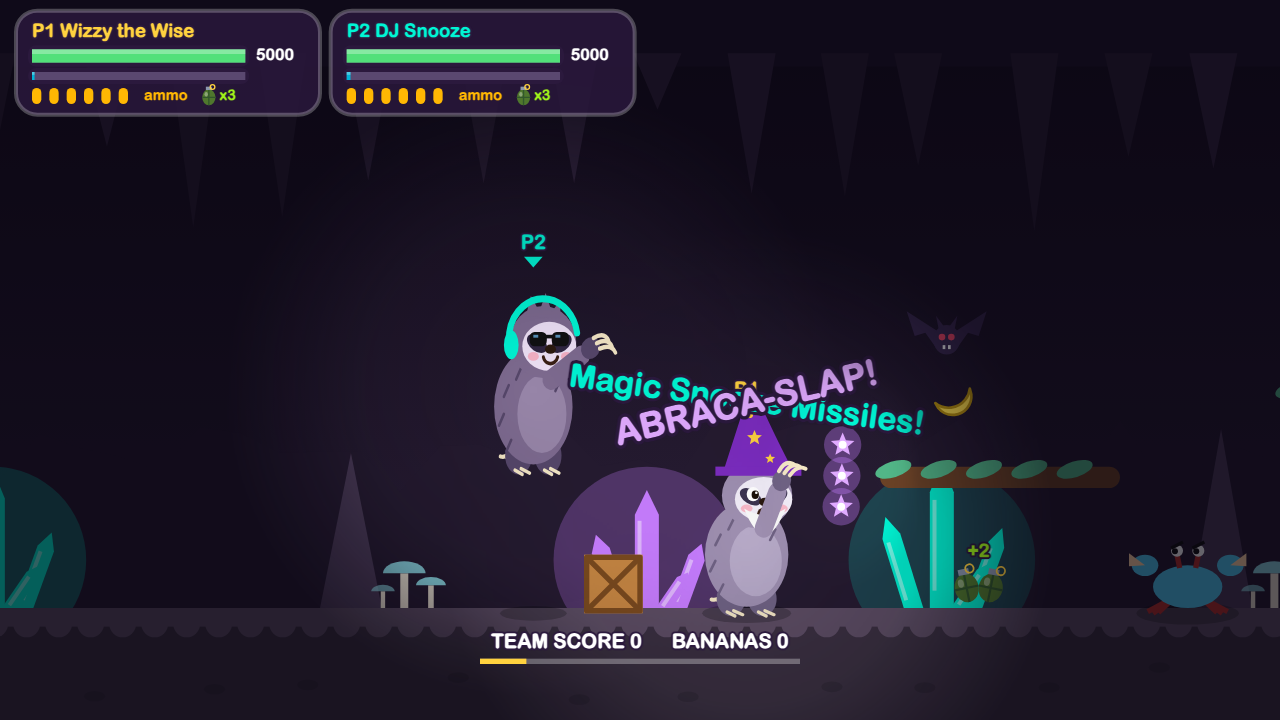 P1 Wizzy the Wise
5000
ammo x3
P2 DJ Snooze
5000
ammo x3
P2
P1
Magic Missiles!
ABRACA-SLAP!
+2
TEAM SCORE 0 BANANAS 0